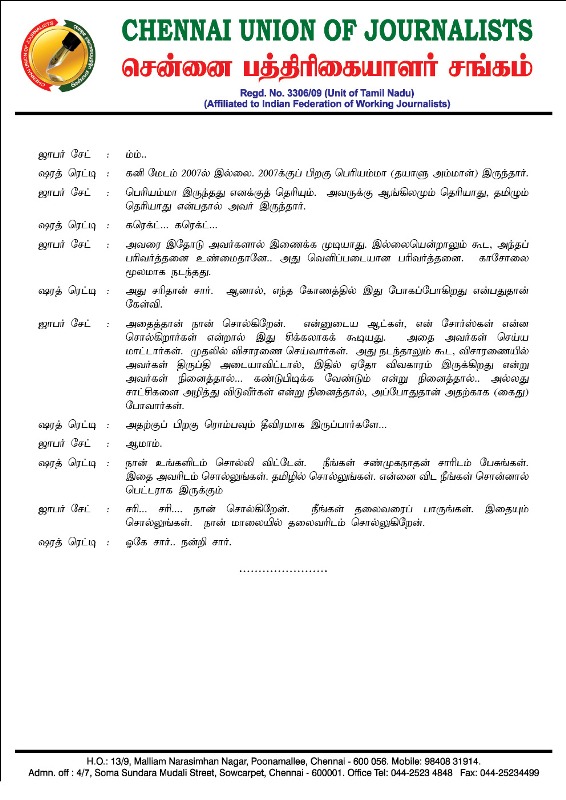 CHENNAI UNION OF JOURNALISTS
சென்னை பத்திரிகையாளர் சங்கம்
Regd. No. 3306/09 (Unit of Tamil Nadu)
(Affiliated to Indian Federation of Working Journalists)
ஜாபர் சேட் : ம்ம்..
ஷரத் ரெட்டி : கனி மேடம் 2007ல் இல்லை. 2007க்குப் பிறகு பெரியம்மா (தயாளு அம்மாள்) இருந்தார்.
ஜாபர் சேட் : பெரியம்மா இருந்தது எனக்குத் தெரியும். அவருக்கு ஆங்கிலமும் தெரியாது, தமிழும்
தெரியாது என்பதால் அவர் இருந்தார்.
ஷரத் ரெட்டி : கரெக்ட்... கரெக்ட்...
ஜாபர் சேட் : அவரை இதோடு அவர்களால் இணைக்க முடியாது. இல்லையென்றாலும் கூட, அந்தப்
பரிவர்த்தனை உண்மைதானே.. அது வெளிப்படையான பரிவர்த்தனை. காசோலை
மூலமாக நடந்தது.
ஷரத் ரெட்டி : அது சரிதான் சார். ஆனால், எந்த கோணத்தில் இது போகப்போகிறது என்பதுதான்
கேள்வி.
ஜாபர் சேட் : அதைத்தான் நான் சொல்கிறேன். என்னுடைய ஆட்கள், என் சோர்ஸ்கள் என்ன
சொல்கிறார்கள் என்றால் இது சிக்கலாகக் கூடியது. அதை அவர்கள் செய்ய
மாட்டார்கள். முதலில் விசாரணை செய்வார்கள். அது நடந்தாலும் கூட, விசாரணையில்
அவர்கள் திருப்தி அடையாவிட்டால், இதில் ஏதோ விவகாரம் இருக்கிறது என்று
அவர்கள் நினைத்தால்... கண்டுபிடிக்க வேண்டும் என்று நினைத்தால்.. அல்லது
சாட்சிகளை அழித்து விடுவீர்கள் என்று நினைத்தால், அப்போதுதான் அதற்காக (கைது)
போவார்கள்.
ஷரத் ரெட்டி : அதற்குப் பிறகு ரொம்பவும் தீவிரமாக இருப்பார்களே...
ஜாபர் சேட் : ஆமாம்.
ஷரத் ரெட்டி : நான் உங்களிடம் சொல்லி விட்டேன். நீங்கள் சண்முகநாதன் சாரிடம் பேசுங்கள்.
இதை அவரிடம் சொல்லுங்கள். தமிழில் சொல்லுங்கள். என்னை விட நீங்கள் சொன்னால்
பெட்டராக இருக்கும்
ஜாபர் சேட் : சரி... சரி.... நான் சொல்கிறேன். நீங்கள் தலைவரைப் பாருங்கள். இதையும்
சொல்லுங்கள். நான் மாலையில் தலைவரிடம் சொல்லுகிறேன்.
ஷரத் ரெட்டி : ஓகே சார்.. நன்றி சார்.
.......................
H.O.: 13/9, Malliam Narasimhan Nagar, Poonamallee, Chennai - 600 056. Mobile: 98408 31914.
Admn. off : 4/7, Soma Sundara Mudali Street, Sowcarpet, Chennai - 600001. Office Tel: 044-2523 4848 Fax: 044-25234499